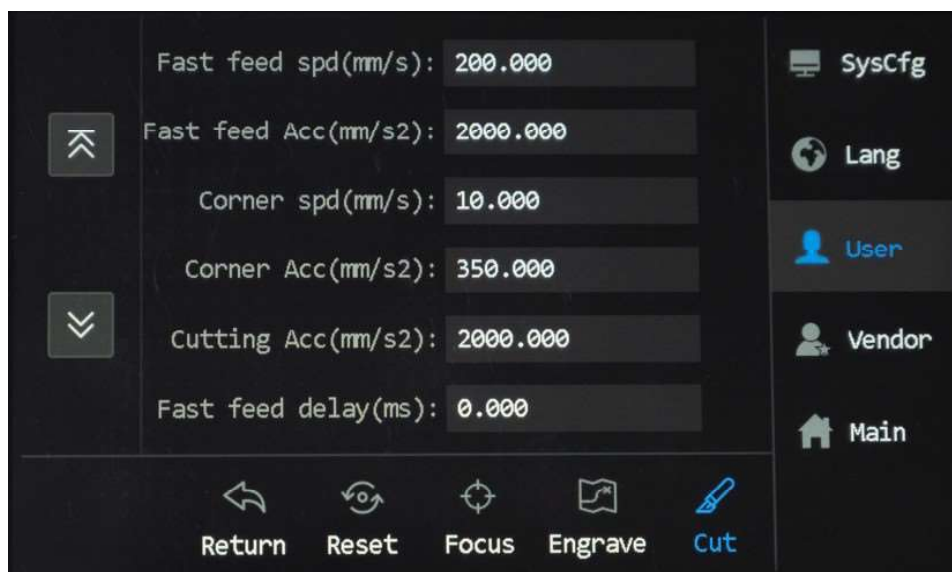 Fast feed spd(mm/s): 200.000
Fast feed Acc(mm/s2): 2000.000
Corner spd(mm/s): 10.000
Corner Acc(mm/s2): 350.000
Cutting Acc(mm/s2): 2000.000
Fast feed delay(ms): 0.000
SysCfg
Lang
User
Vendor
Main
Return Reset Focus Engrave Cut